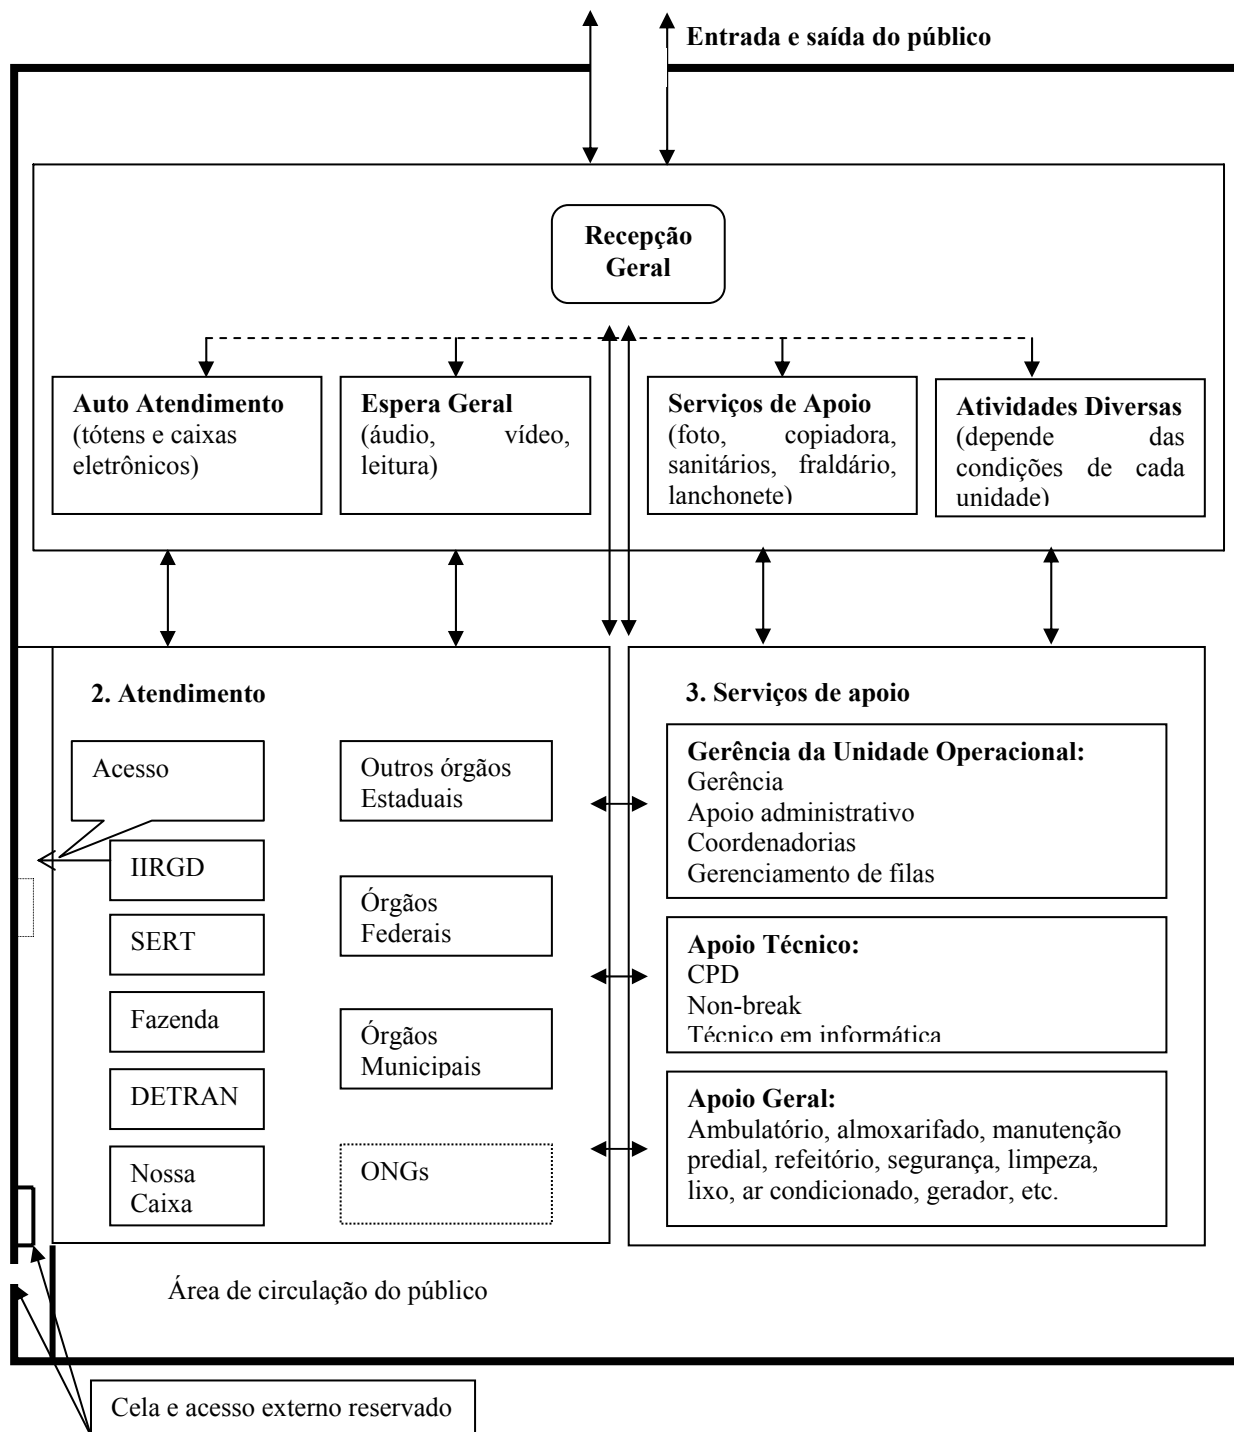 Entrada e saída do público
Recepção
Geral
Auto Atendimento
(tótens e caixas
eletrônicos)
Espera Geral
(áudio, vídeo,
leitura)
Serviços de Apoio
(foto, copiadora,
sanitários, fraldário,
lanchonete)
Atividades Diversas
(depende das
condições de cada
unidade)
2. Atendimento
Acesso
IIRGD
SERT
Fazenda
DETRAN
Nossa
Caixa
Outros órgãos
Estaduais
Órgãos
Federais
Órgãos
Municipais
ONGs
3. Serviços de apoio
Gerência da Unidade Operacional:
Gerência
Apoio administrativo
Coordenadorias
Gerenciamento de filas
Apoio Técnico:
CPD
Non-break
Técnico em informática
Apoio Geral:
Ambulatório, almoxarifado, manutenção
predial, refeitório, segurança, limpeza,
lixo, ar condicionado, gerador, etc.
Área de circulação do público
Cela e acesso externo reservado